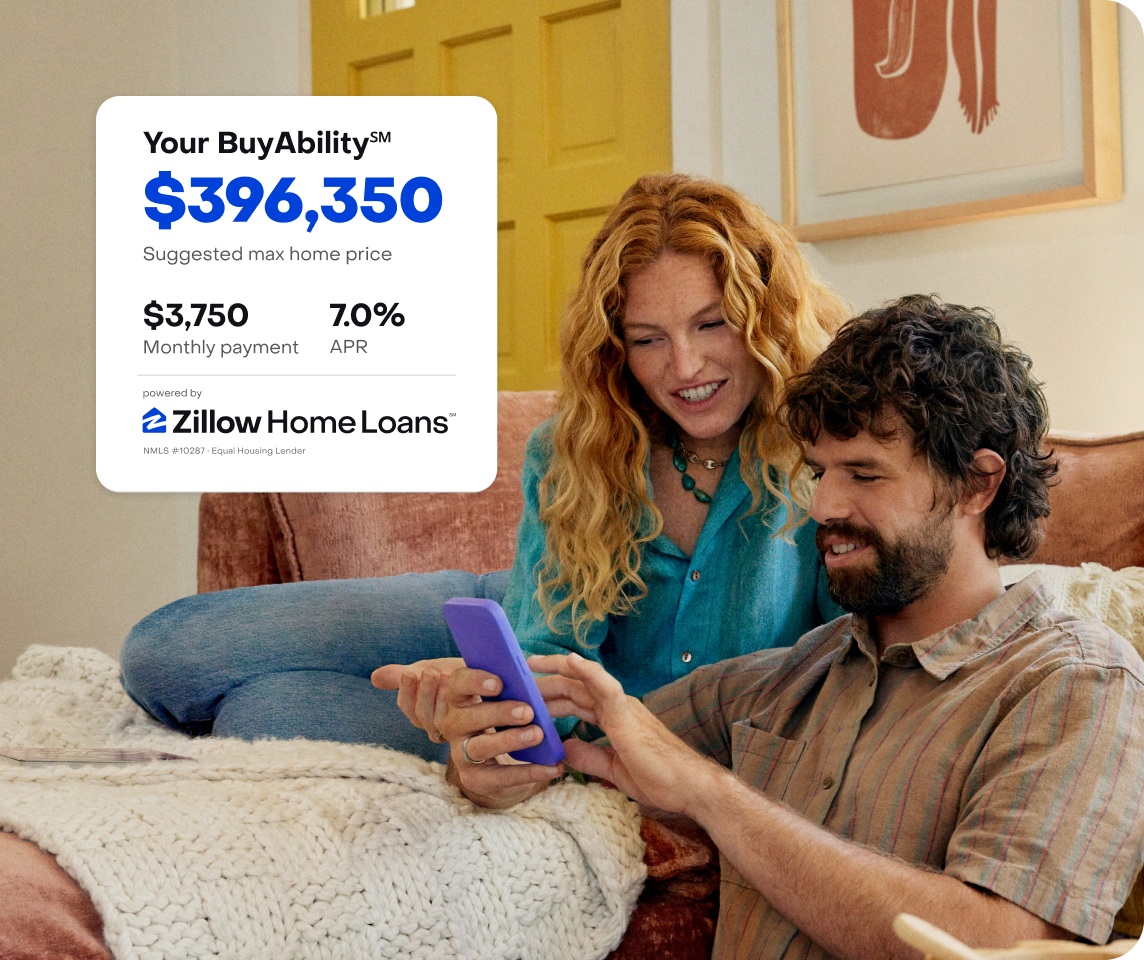 Your BuyAbility℠
$396,350
Suggested max home price
$3,750 7.0%
Monthly payment APR
powered by
Zillow Home Loans℠
NMLS #10287 · Equal Housing Lender